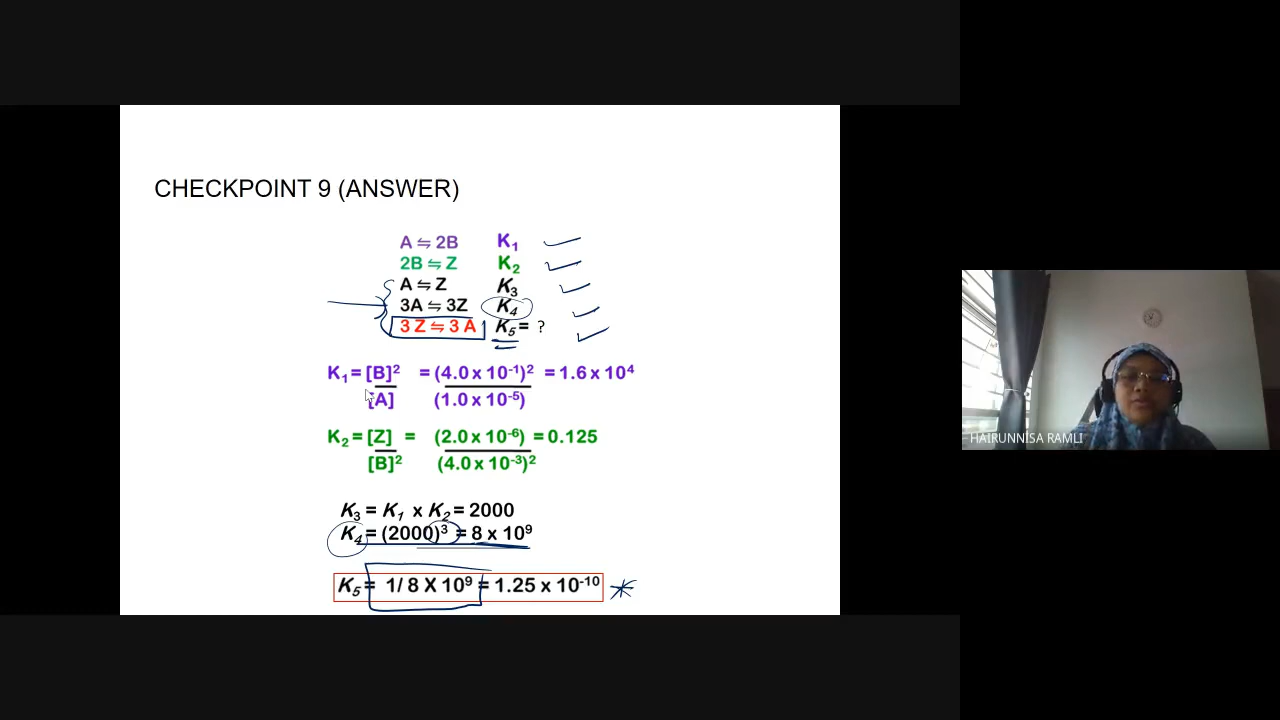 CHECKPOINT 9 (ANSWER)
A ⇋ 2B K₁
2B ⇋ Z K₂
A ⇋ Z K₃
3A ⇋ 3Z K₄
3 Z ⇋ 3 A K₅ = ?
K₁ = [B]² = (4.0 x 10⁻¹)² = 1.6 x 10⁴
[A] (1.0 x 10⁻⁵)
K₂ = [Z] = (2.0 x 10⁻⁶) = 0.125
[B]² (4.0 x 10⁻³)²
K₃ = K₁ x K₂ = 2000
K₄ = (2000)³ = 8 x 10⁹
K₅ = 1/ 8 X 10⁹ = 1.25 x 10⁻¹⁰
HAIRUNNISA RAMLI